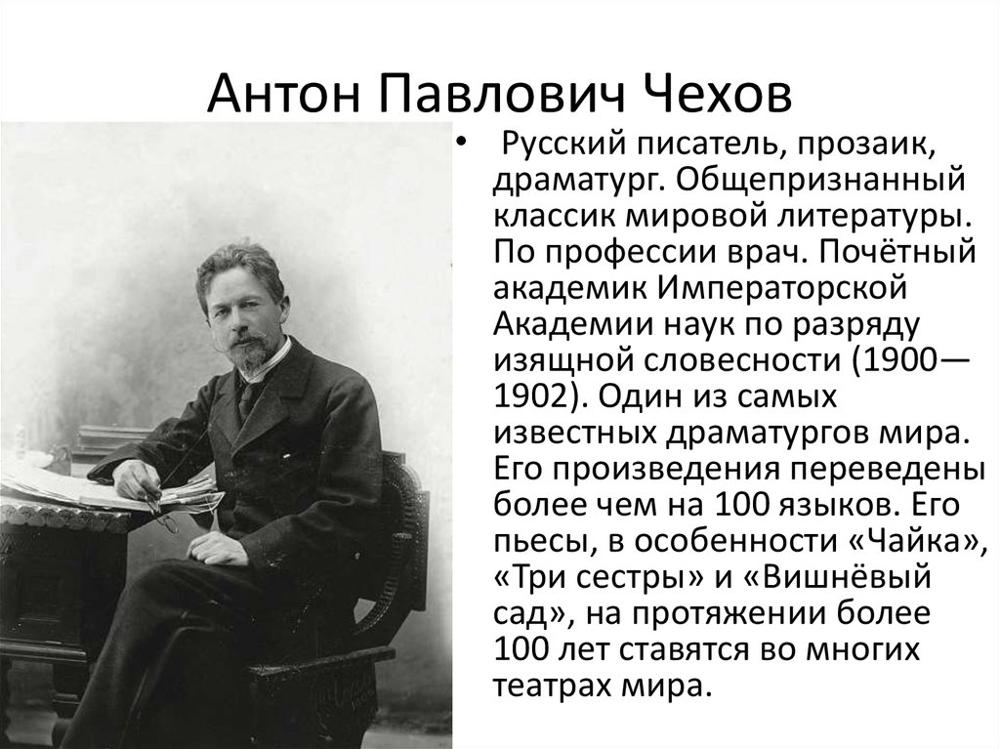 Антон Павлович Чехов
• Русский писатель, прозаик,
драматург. Общепризнанный
классик мировой литературы.
По профессии врач. Почётный
академик Императорской
Академии наук по разряду
изящной словесности (1900—
1902). Один из самых
известных драматургов мира.
Его произведения переведены
более чем на 100 языков. Его
пьесы, в особенности «Чайка»,
«Три сестры» и «Вишнёвый
сад», на протяжении более
100 лет ставятся во многих
театрах мира.